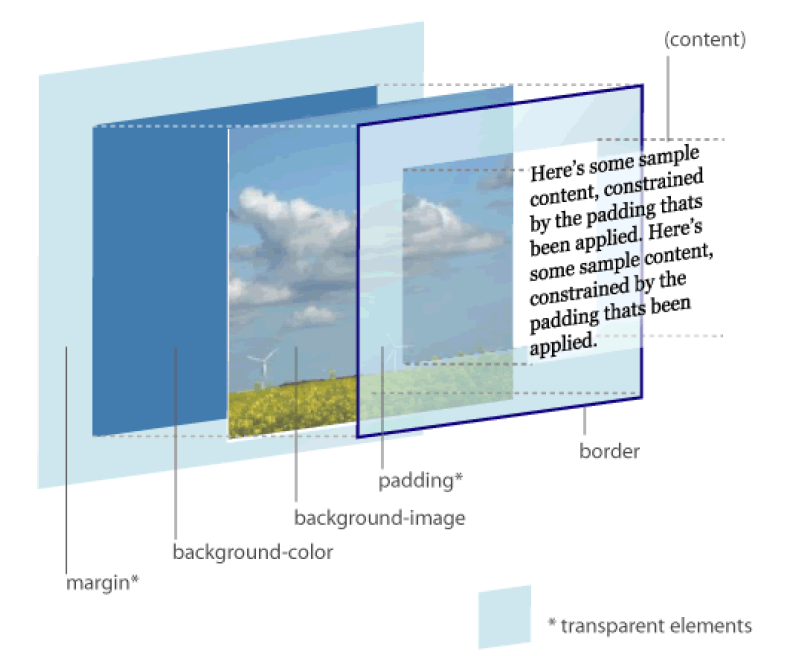 (content)
Here's some sample
content, constrained
by the padding thats
been applied. Here's
some sample content,
constrained by the
padding thats been
applied.
border
padding*
background-image
background-color
margin*
* transparent elements